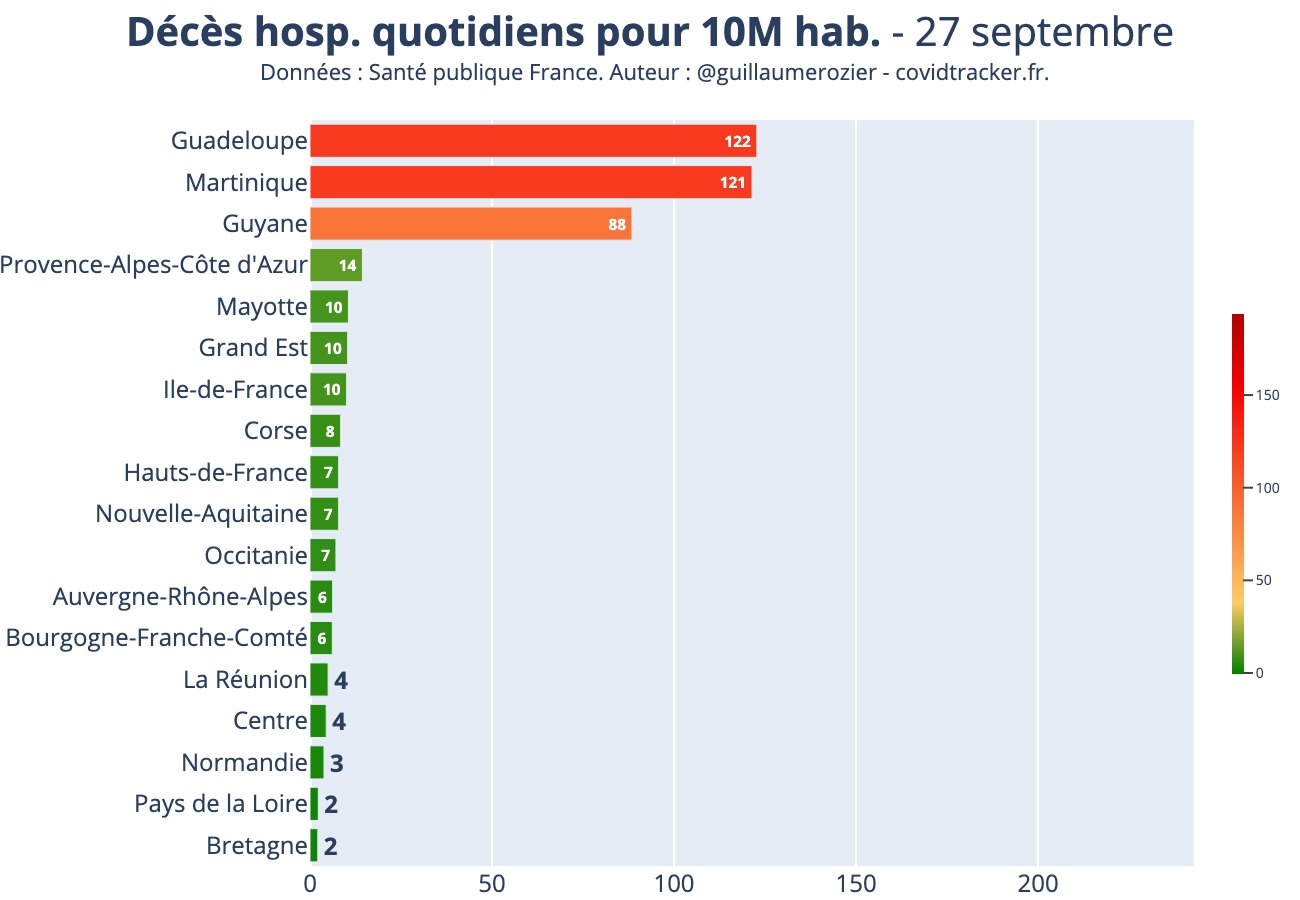 Décès hosp. quotidiens pour 10M hab. - 27 septembre
Données : Santé publique France. Auteur : @guillaumerozier - covidtracker.fr.
Guadeloupe 122
Martinique 121
Guyane 88
Provence-Alpes-Côte d'Azur 14
Mayotte 10
Grand Est 10
Ile-de-France 10
Corse 8
Hauts-de-France 7
Nouvelle-Aquitaine 7
Occitanie 7
Auvergne-Rhône-Alpes 6
Bourgogne-Franche-Comté 6
La Réunion 4
Centre 4
Normandie 3
Pays de la Loire 2
Bretagne 2
0 50 100 150 200
150
100
50
0